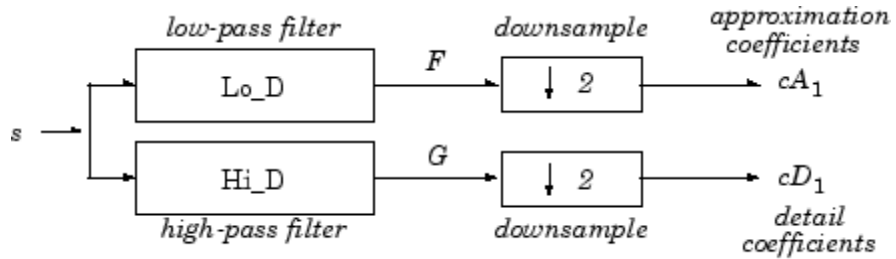 low-pass filter
downsample
approximation
coefficients
Lo_D
F
↓ 2
cA1
s
Hi_D
G
↓ 2
cD1
high-pass filter
downsample
detail
coefficients